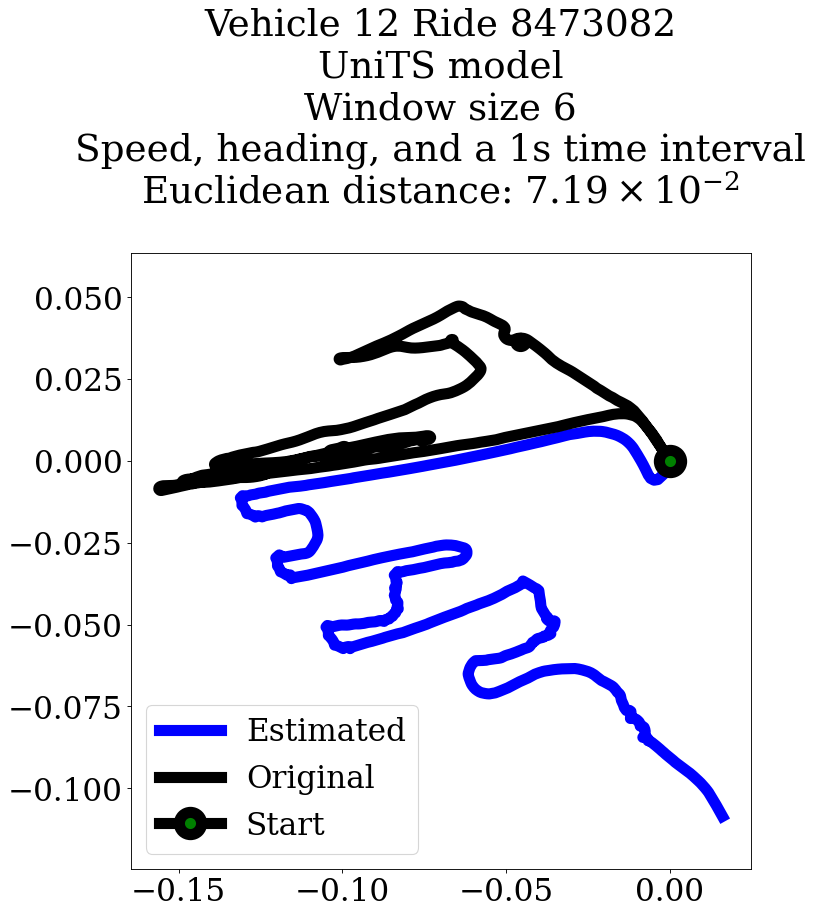 Vehicle 12 Ride 8473082
UniTS model
Window size 6
Speed, heading, and a 1s time interval
Euclidean distance: 7.19 × 10⁻²
0.050
0.025
0.000
−0.025
−0.050
−0.075
−0.100
Estimated
Original
Start
−0.15
−0.10
−0.05
0.00